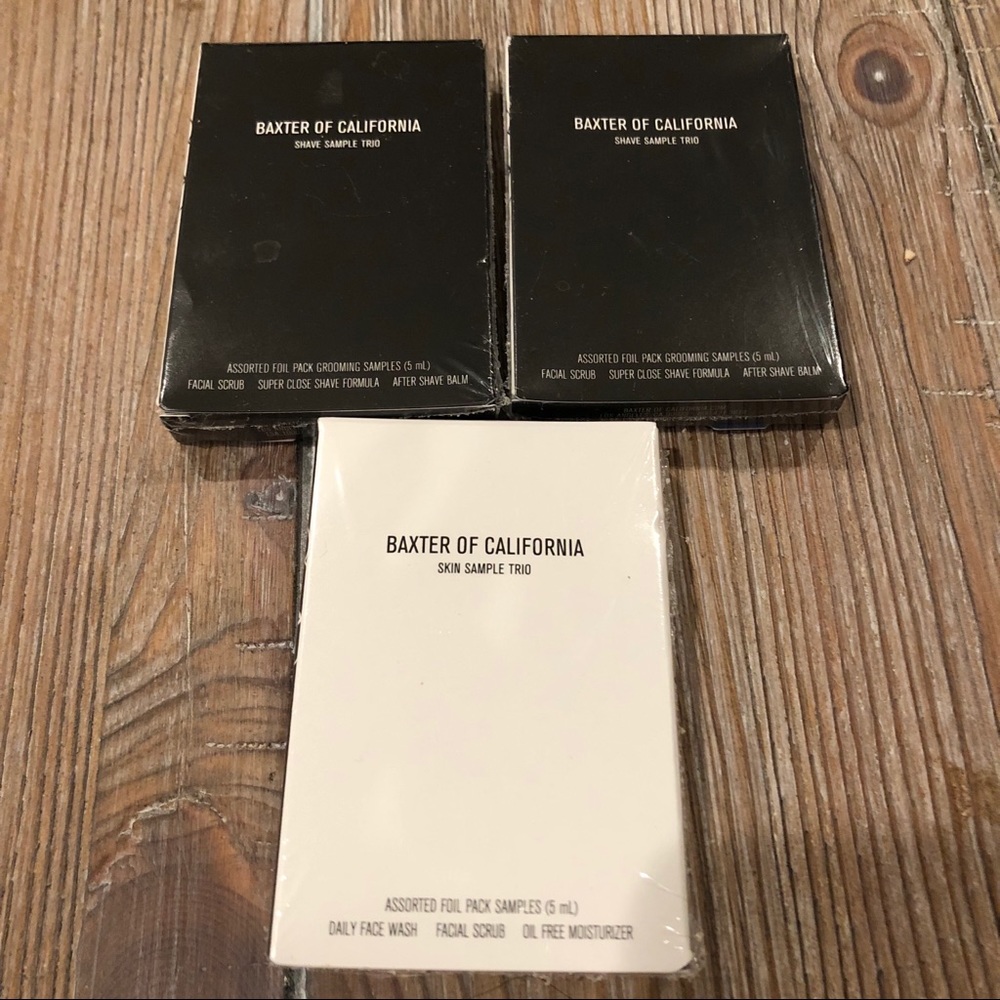 BAXTER OF CALIFORNIA
SHAVE SAMPLE TRIO
ASSORTED FOIL PACK GROOMING SAMPLES (5 mL)
FACIAL SCRUB SUPER CLOSE SHAVE FORMULA AFTER SHAVE BALM
BAXTER OF CALIFORNIA
SHAVE SAMPLE TRIO
ASSORTED FOIL PACK GROOMING SAMPLES (5 mL)
FACIAL SCRUB SUPER CLOSE SHAVE FORMULA AFTER SHAVE BALM
BAXTER OF CALIFORNIA
BAXTER OF CALIFORNIA
SKIN SAMPLE TRIO
ASSORTED FOIL PACK SAMPLES (5 mL)
DAILY FACE WASH FACIAL SCRUB OIL FREE MOISTURIZER